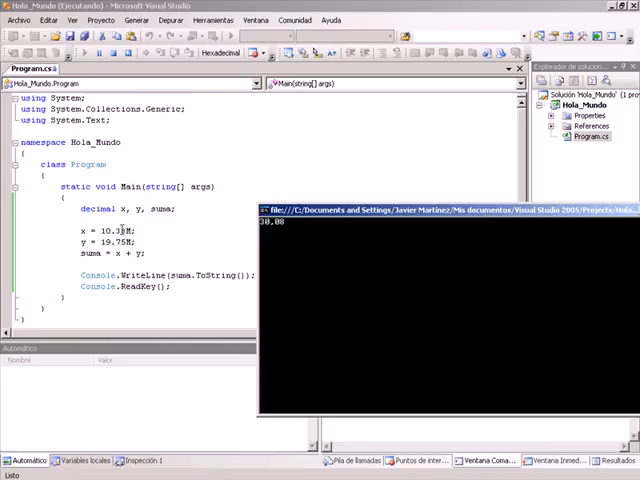 Hola_Mundo (Ejecutando) - Microsoft Visual Studio
Archivo Editar Ver Proyecto Generar Depurar Herramientas Ventana Comunidad Ayuda
Hexadecimal
Program.cs
Hola_Mundo.Program
Main(string[] args)
using System;
using System.Collections.Generic;
using System.Text;
namespace Hola_Mundo
{
class Program
{
static void Main(string[] args)
{
decimal x, y, suma;
x = 10.33M;
y = 19.75M;
suma = x + y;
Console.WriteLine(suma.ToString());
Console.ReadKey();
}
}
}
file:///C:/Documents and Settings/Javier Martínez/Mis documentos/Visual Studio 2005/Projects/Hola...
30,08
Explorador de solución...
Solución 'Hola_Mundo' (1 pro
Hola_Mundo
Properties
References
Program.cs
Automático
Nombre Valor
Automático Variables locales Inspección 1
Pila de llamadas Puntos de inter... Ventana Coma... Ventana Inmed... Resultados
Listo